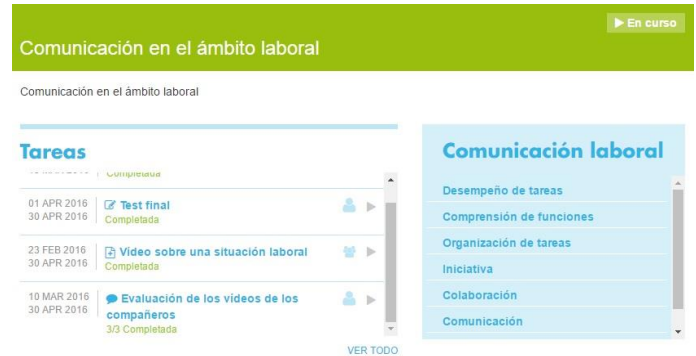 En curso
Comunicación en el ámbito laboral
Comunicación en el ámbito laboral
Tareas
Completada
01 APR 2016
30 APR 2016
Test final
Completada
23 FEB 2016
30 APR 2016
Vídeo sobre una situación laboral
Completada
10 MAR 2016
30 APR 2016
Evaluación de los vídeos de los
compañeros
3/3 Completada
VER TODO
Comunicación laboral
Desempeño de tareas
Comprensión de funciones
Organización de tareas
Iniciativa
Colaboración
Comunicación